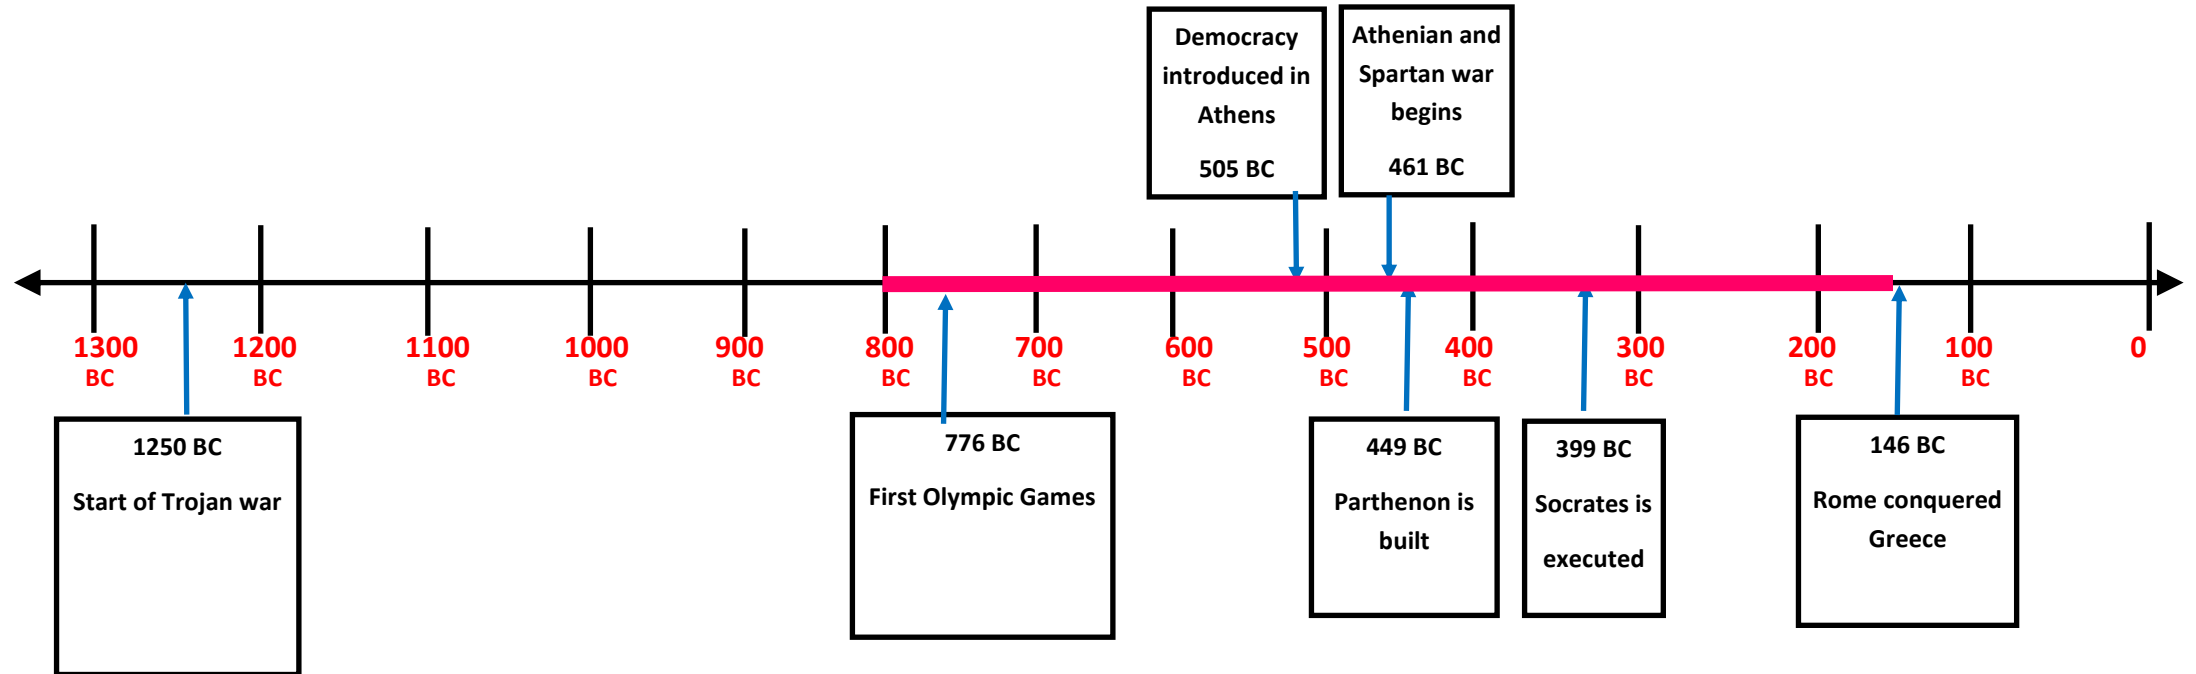 Democracy
introduced in
Athens
505 BC
Athenian and
Spartan war
begins
461 BC
1300
BC
1200
BC
1100
BC
1000
BC
900
BC
800
BC
700
BC
600
BC
500
BC
400
BC
300
BC
200
BC
100
BC
0
1250 BC
Start of Trojan war
776 BC
First Olympic Games
449 BC
Parthenon is
built
399 BC
Socrates is
executed
146 BC
Rome conquered
Greece